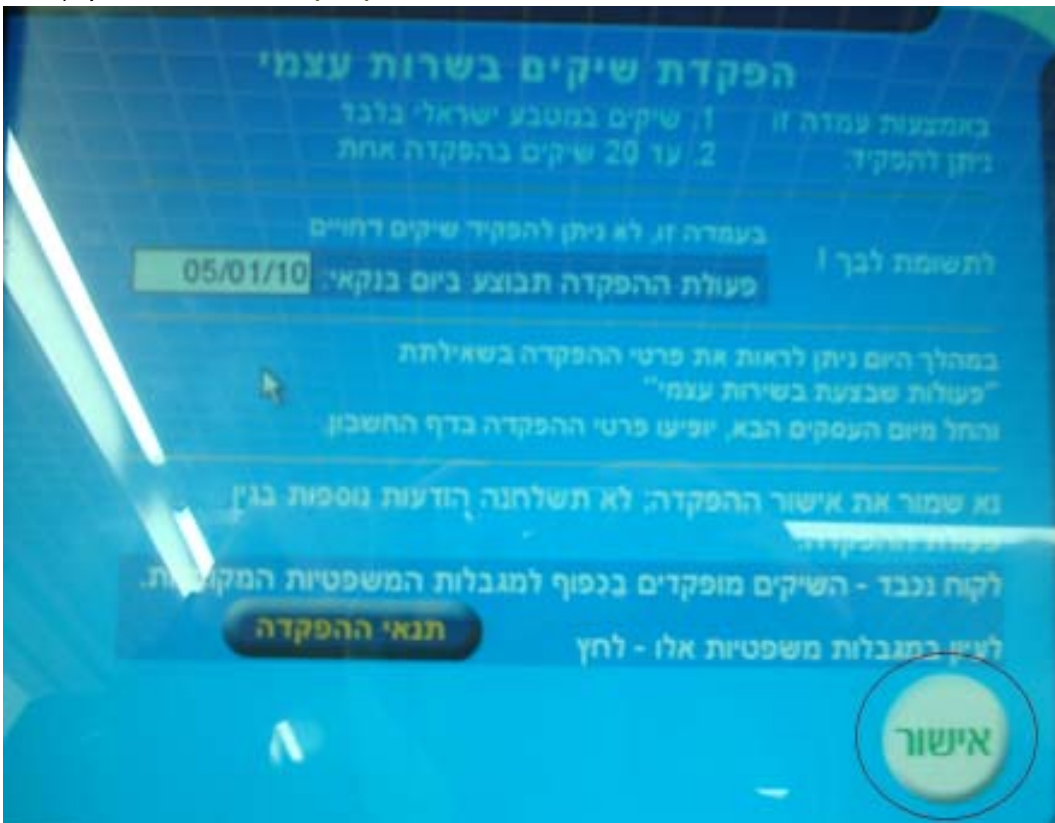 הפקדת שיקים בשרות עצמי
באמצעות עמדה זו 1. שיקים במטבע ישראלי בלבד
ניתן להפקיד: 2. עד 20 שיקים בהפקדה אחת
בעמדה זו, לא ניתן להפקיד שיקים דחויים
לתשומת לבך !
פעולת ההפקדה תבוצע ביום בנקאי: 05/01/10
במהלך היום ניתן לראות את פרטי ההפקדה בשאילתת
"פעולות שבצעת בשירות עצמי"
והחל מיום העסקים הבא, יופיעו פרטי ההפקדה בדף החשבון.
נא שמור את אישור ההפקדה; לא תשלחנה הודעות נוספות בגין
פעולת ההפקדה.
לקוח נכבד - השיקים מופקדים בכפוף למגבלות המשפטיות
לעיון במגבלות משפטיות אלו - לחץ תנאי ההפקדה
אישור